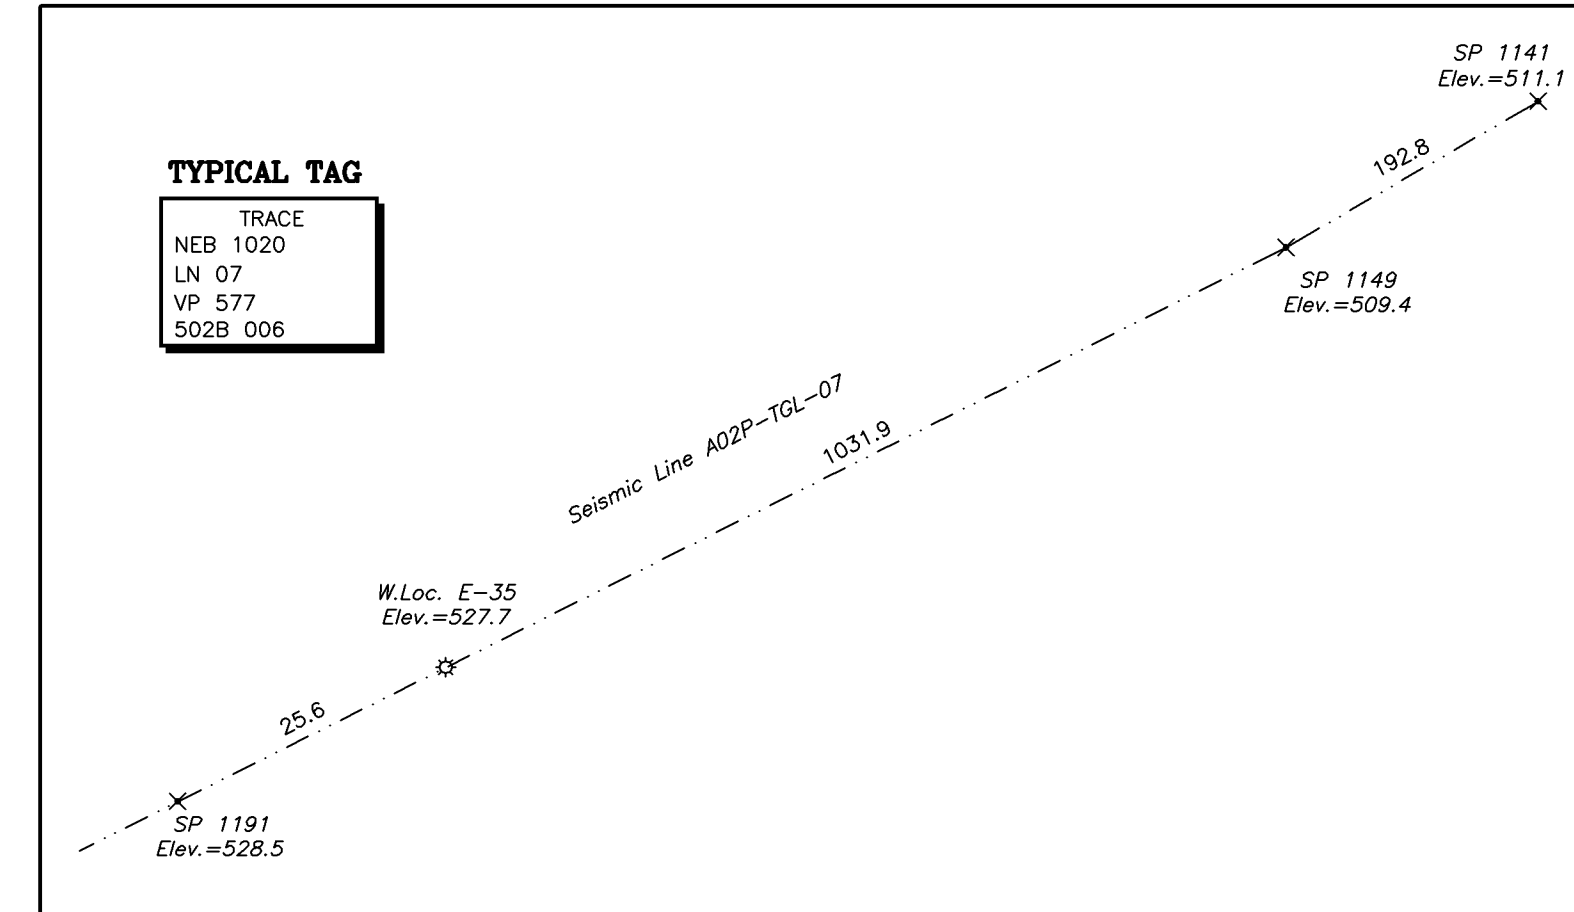 SP 1141
Elev.=511.1
192.8
TYPICAL TAG
TRACE
NEB 1020
LN 07
VP 577
502B 006
SP 1149
Elev.=509.4
Seismic Line A02P-TGL-07
1031.9
W.Loc. E-35
Elev.=527.7
25.6
SP 1191
Elev.=528.5